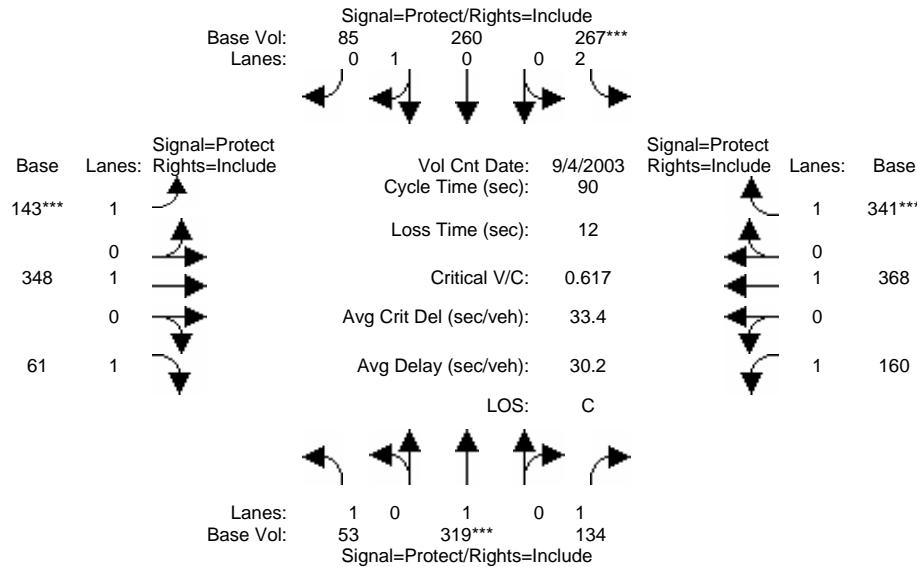 Signal=Protect/Rights=Include
Base Vol: 85 260 267***
Lanes: 0 1 0 0 2
Signal=Protect
Base Lanes: Rights=Include
Vol Cnt Date: 9/4/2003
Signal=Protect
Rights=Include Lanes: Base
Cycle Time (sec): 90
143*** 1
1 341***
Loss Time (sec): 12
0
0
348 1
Critical V/C: 0.617
1 368
0
Avg Crit Del (sec/veh): 33.4
0
61 1
Avg Delay (sec/veh): 30.2
1 160
LOS: C
Lanes: 1 0 1 0 1
Base Vol: 53 319*** 134
Signal=Protect/Rights=Include